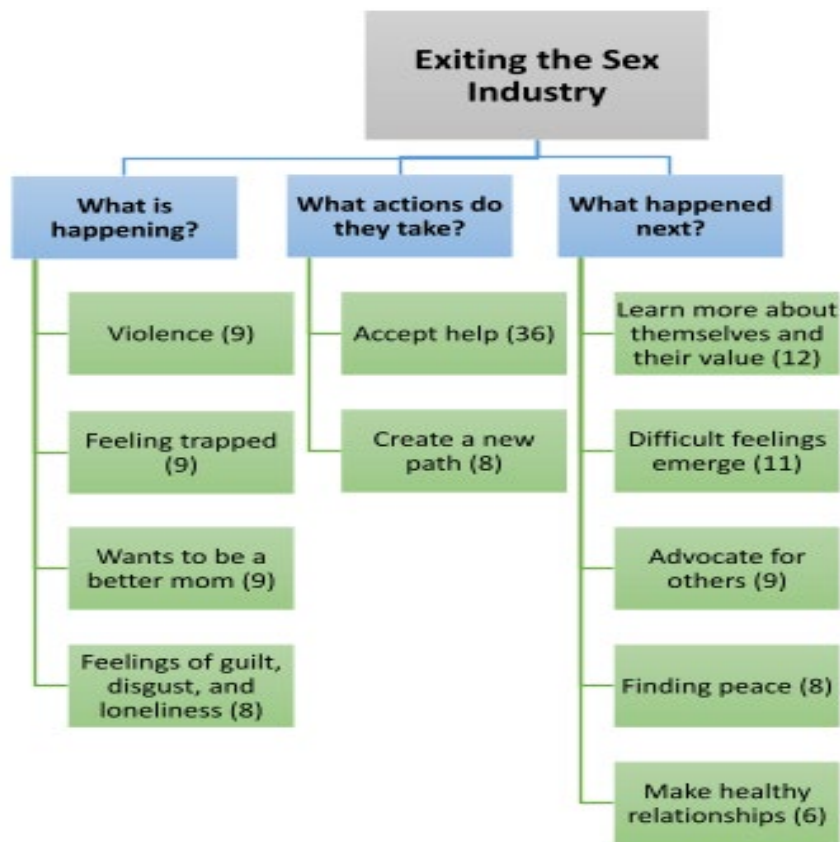 Exiting the Sex
Industry
What is
happening?
Violence (9)
Feeling trapped
(9)
Wants to be a
better mom (9)
Feelings of guilt,
disgust, and
loneliness (8)
What actions do
they take?
Accept help (36)
Create a new
path (8)
What happened
next?
Learn more about
themselves and
their value (12)
Difficult feelings
emerge (11)
Advocate for
others (9)
Finding peace (8)
Make healthy
relationships (6)